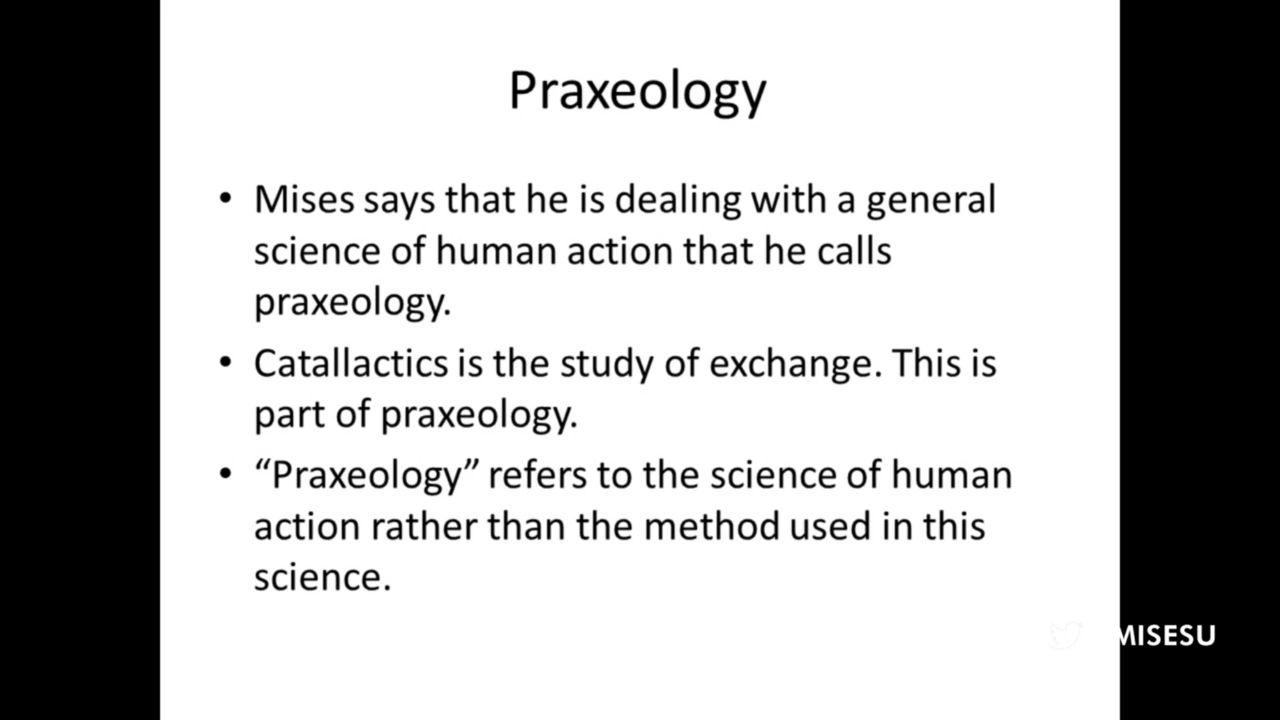 Praxeology
• Mises says that he is dealing with a general
science of human action that he calls
praxeology.
• Catallactics is the study of exchange. This is
part of praxeology.
• “Praxeology” refers to the science of human
action rather than the method used in this
science.
MISESU